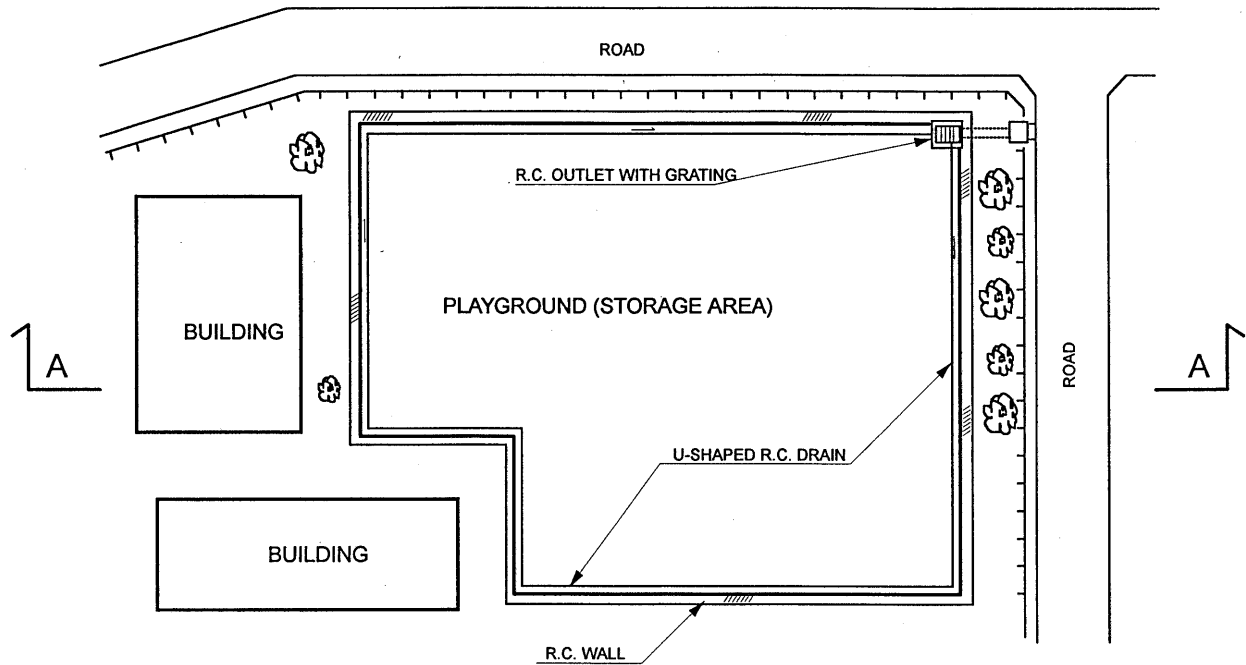 ROAD
R.C. OUTLET WITH GRATING
PLAYGROUND (STORAGE AREA)
BUILDING
A
ROAD
A
U-SHAPED R.C. DRAIN
BUILDING
R.C. WALL